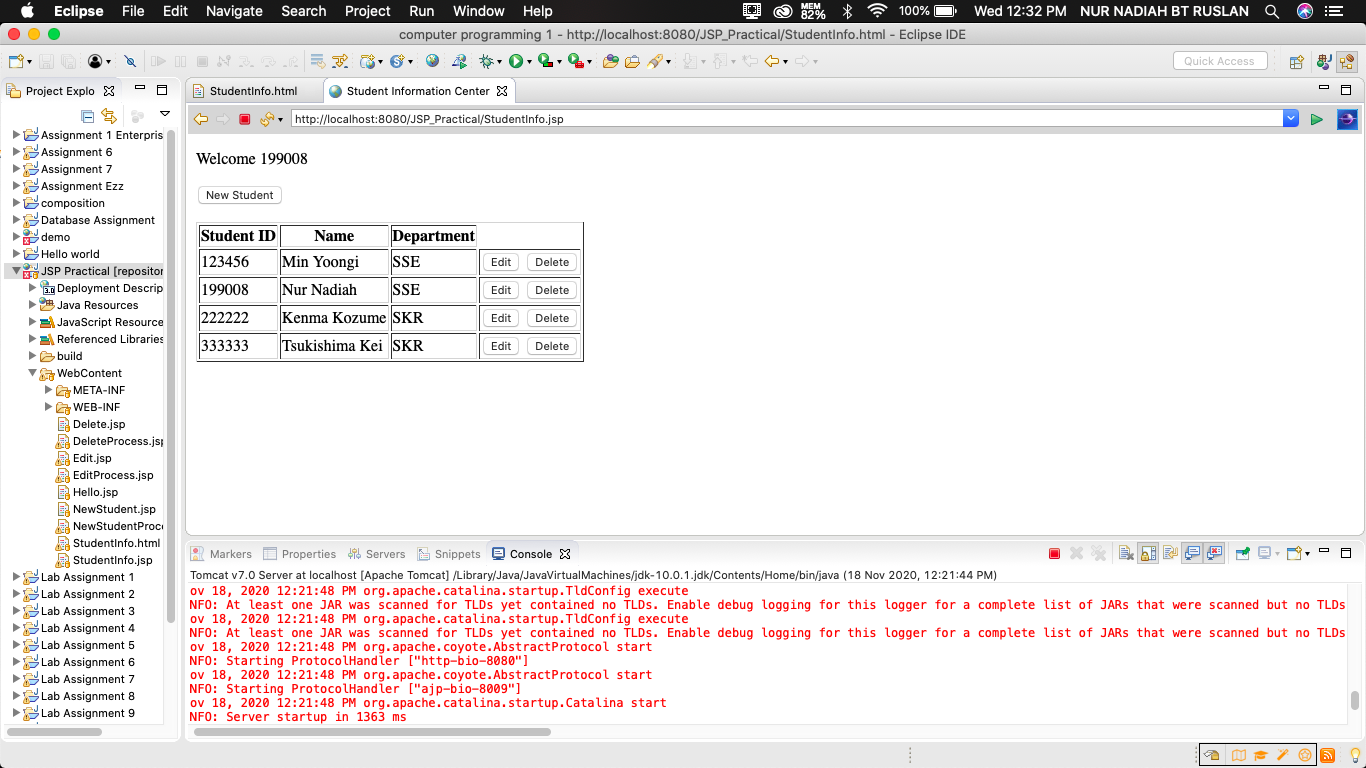 Eclipse File Edit Navigate Search Project Run Window Help MEM 82% 100% Wed 12:32 PM NUR NADIAH BT RUSLAN
computer programming 1 - http://localhost:8080/JSP_Practical/StudentInfo.html - Eclipse IDE
Quick Access
Project Explo
Assignment 1 Enterpris
Assignment 6
Assignment 7
Assignment Ezz
composition
Database Assignment
demo
Hello world
JSP Practical [repositor
Deployment Descrip
Java Resources
JavaScript Resource
Referenced Libraries
build
WebContent
META-INF
WEB-INF
Delete.jsp
DeleteProcess.jsp
Edit.jsp
EditProcess.jsp
Hello.jsp
NewStudent.jsp
NewStudentProce
StudentInfo.html
StudentInfo.jsp
Lab Assignment 1
Lab Assignment 2
Lab Assignment 3
Lab Assignment 4
Lab Assignment 5
Lab Assignment 6
Lab Assignment 7
Lab Assignment 8
Lab Assignment 9
StudentInfo.html Student Information Center
http://localhost:8080/JSP_Practical/StudentInfo.jsp
Welcome 199008
New Student
Student ID Name Department
123456 Min Yoongi SSE Edit Delete
199008 Nur Nadiah SSE Edit Delete
222222 Kenma Kozume SKR Edit Delete
333333 Tsukishima Kei SKR Edit Delete
Markers Properties Servers Snippets Console
Tomcat v7.0 Server at localhost [Apache Tomcat] /Library/Java/JavaVirtualMachines/jdk-10.0.1.jdk/Contents/Home/bin/java (18 Nov 2020, 12:21:44 PM)
ov 18, 2020 12:21:48 PM org.apache.catalina.startup.TldConfig execute
NFO: At least one JAR was scanned for TLDs yet contained no TLDs. Enable debug logging for this logger for a complete list of JARs that were scanned but no TLDs
ov 18, 2020 12:21:48 PM org.apache.catalina.startup.TldConfig execute
NFO: At least one JAR was scanned for TLDs yet contained no TLDs. Enable debug logging for this logger for a complete list of JARs that were scanned but no TLDs
ov 18, 2020 12:21:48 PM org.apache.coyote.AbstractProtocol start
NFO: Starting ProtocolHandler ["http-bio-8080"]
ov 18, 2020 12:21:48 PM org.apache.coyote.AbstractProtocol start
NFO: Starting ProtocolHandler ["ajp-bio-8009"]
ov 18, 2020 12:21:48 PM org.apache.catalina.startup.Catalina start
NFO: Server startup in 1363 ms